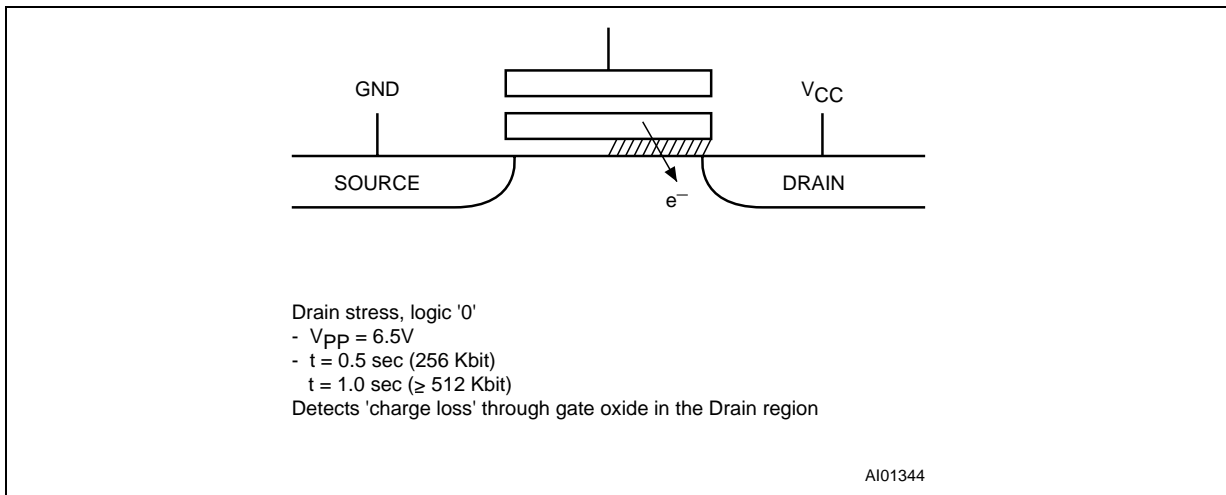 GND
VCC
SOURCE
DRAIN
e–
Drain stress, logic '0'
- VPP = 6.5V
- t = 0.5 sec (256 Kbit)
t = 1.0 sec (≥ 512 Kbit)
Detects 'charge loss' through gate oxide in the Drain region
AI01344